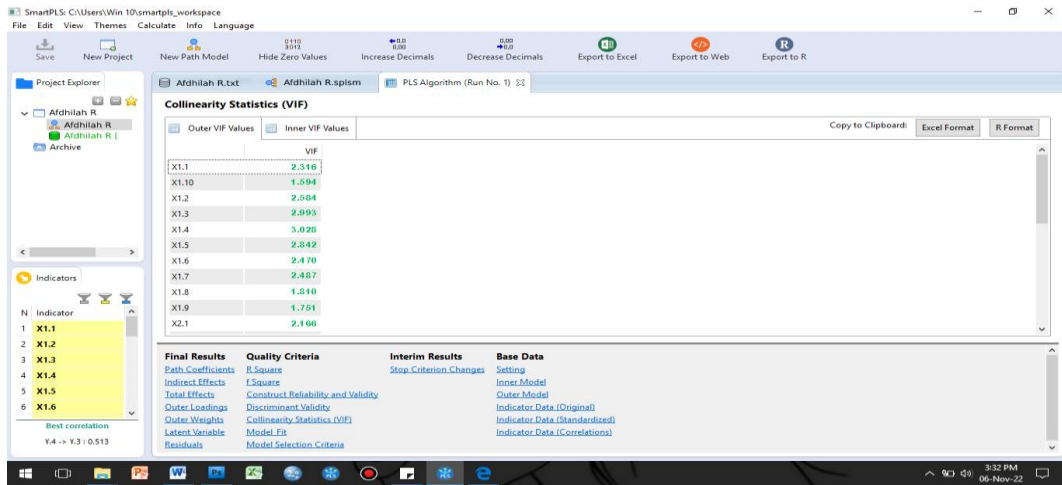 SmartPLS: C:\Users\Win 10\smartpls_workspace
File Edit View Themes Calculate Info Language
Save New Project New Path Model Hide Zero Values Increase Decimals Decrease Decimals Export to Excel Export to Web Export to R
Project Explorer
Afdhilah R
Afdhilah R
Afdhilah R [
Archive
Indicators
N Indicator
1 X1.1
2 X1.2
3 X1.3
4 X1.4
5 X1.5
6 X1.6
Best correlation
Y.4 -> Y.3 : 0.513
Afdhilah R.txt Afdhilah R.splsm PLS Algorithm (Run No. 1)
Collinearity Statistics (VIF)
Outer VIF Values Inner VIF Values Copy to Clipboard: Excel Format R Format
VIF
X1.1 2.316
X1.10 1.594
X1.2 2.584
X1.3 2.993
X1.4 3.028
X1.5 2.842
X1.6 2.470
X1.7 2.487
X1.8 1.810
X1.9 1.751
X2.1 2.166
Final Results Quality Criteria Interim Results Base Data
Path Coefficients R Square Stop Criterion Changes Setting
Indirect Effects f Square Inner Model
Total Effects Construct Reliability and Validity Outer Model
Outer Loadings Discriminant Validity Indicator Data (Original)
Outer Weights Collinearity Statistics (VIF) Indicator Data (Standardized)
Latent Variable Model Fit Indicator Data (Correlations)
Residuals Model Selection Criteria
3:32 PM
06-Nov-22